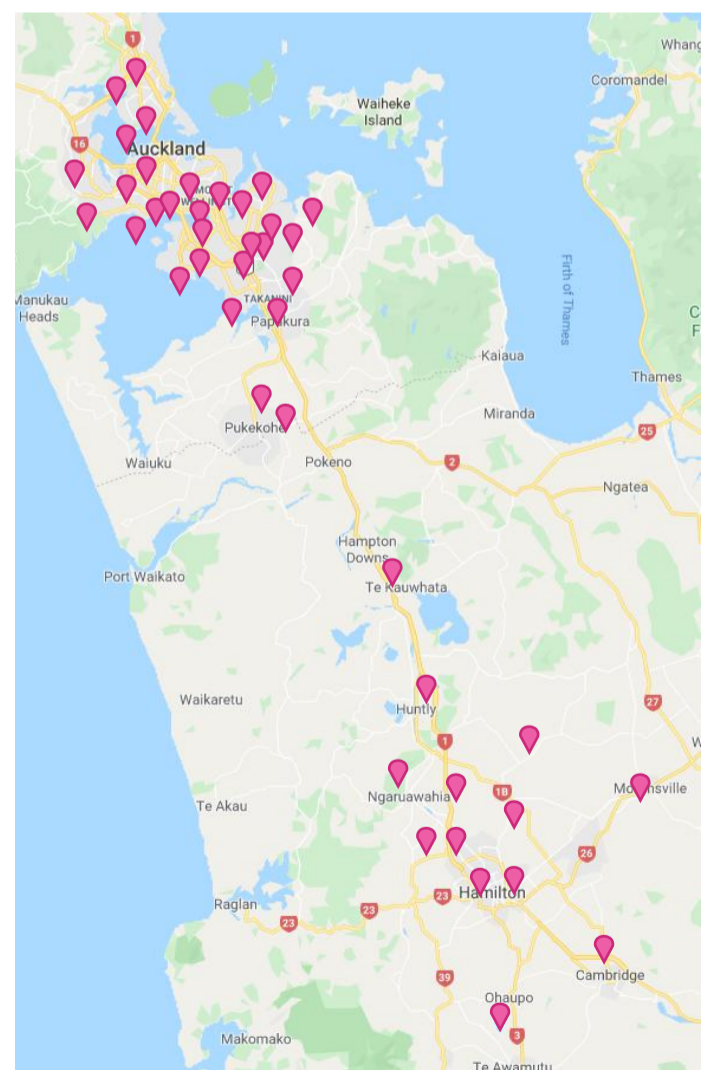 1
Whang
Coromandel
Waiheke
Island
16
Auckland
Manukau
Heads
TAKANINI
Papakura
Firth of Thames
C
F
Kaiaua
Thames
Miranda
25
Pukekohe
Waiuku
Pokeno
2
Ngatea
Hampton
Downs
Port Waikato
Te Kauwhata
Waikaretu
Huntly
27
1
W
Ngaruawahia
1B
Te Akau
26
Hamilton
Raglan
23
23
23
39
Cambridge
Ohaupo
3
Makomako
Te Awamutu